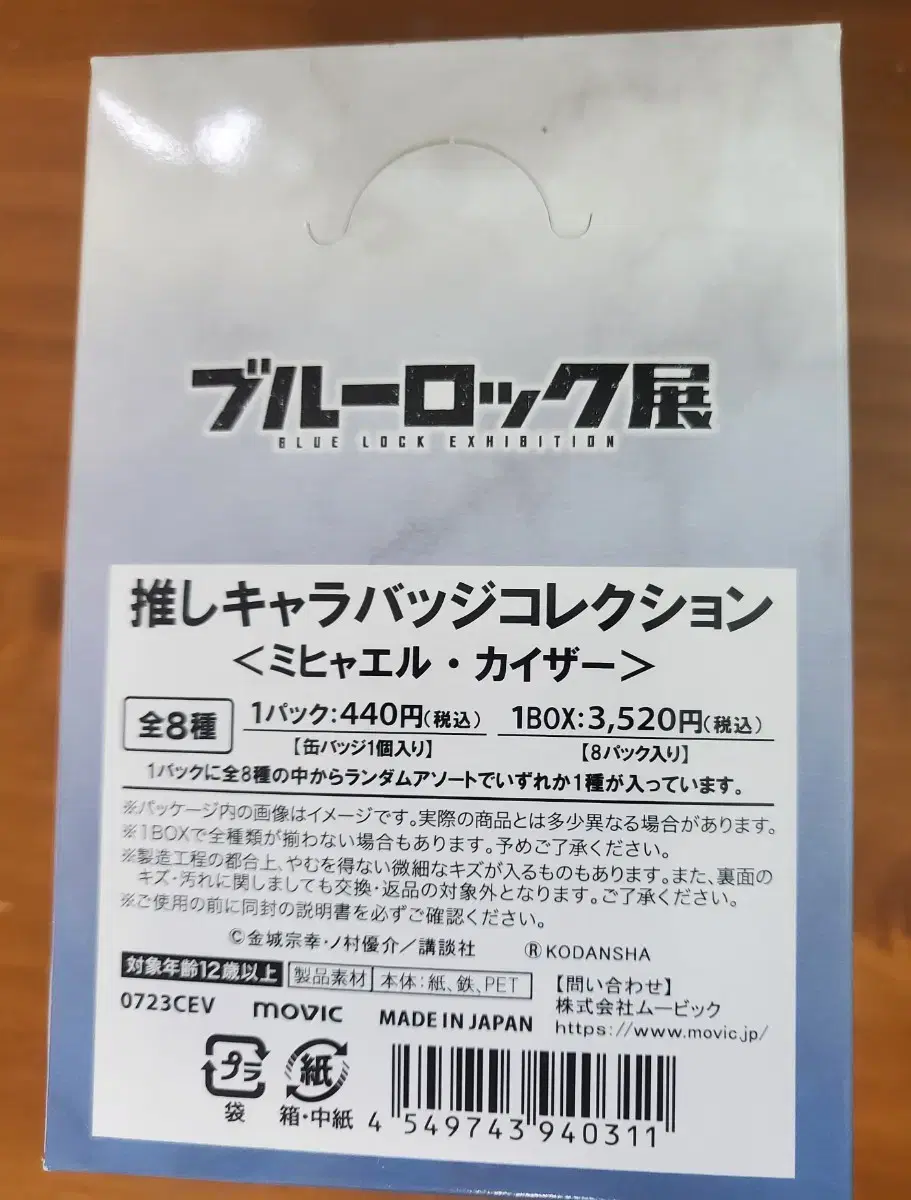 ブルーロック展
BLUE LOCK EXHIBITION
推しキャラバッジコレクション
<ミヒャエル・カイザー>
全8種 1パック:440円(税込) 1BOX:3,520円(税込)
【缶バッジ1個入り】 【8パック入り】
1パックに全8種の中からランダムアソートでいずれか1種が入っています。
※パッケージ内の画像はイメージです。実際の商品とは多少異なる場合があります。
※1BOXで全種類が揃わない場合もあります。予めご了承ください。
※製造工程の都合上、やむを得ない微細なキズが入るものもあります。また、裏面の
キズ・汚れに関しましても交換・返品の対象外となります。ご了承ください。
※ご使用の前に同封の説明書を必ずご確認ください。
©金城宗幸・ノ村優介/講談社 ®KODANSHA
対象年齢12歳以上 製品素材 本体:紙、鉄、PET 【問い合わせ】
株式会社ムービック
0723CEV movic MADE IN JAPAN https://www.movic.jp/
プラ 紙
袋 箱・中紙 4 549743 940311